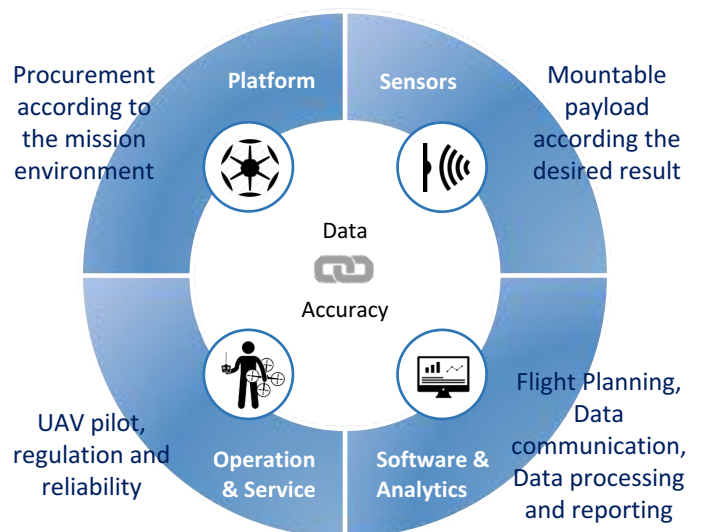 Procurement
according to
the mission
environment
Platform
Sensors
Mountable
payload
according the
desired result
Data
Accuracy
UAV pilot,
regulation and
reliability
Operation
& Service
Software &
Analytics
Flight Planning,
Data
communication,
Data processing
and reporting